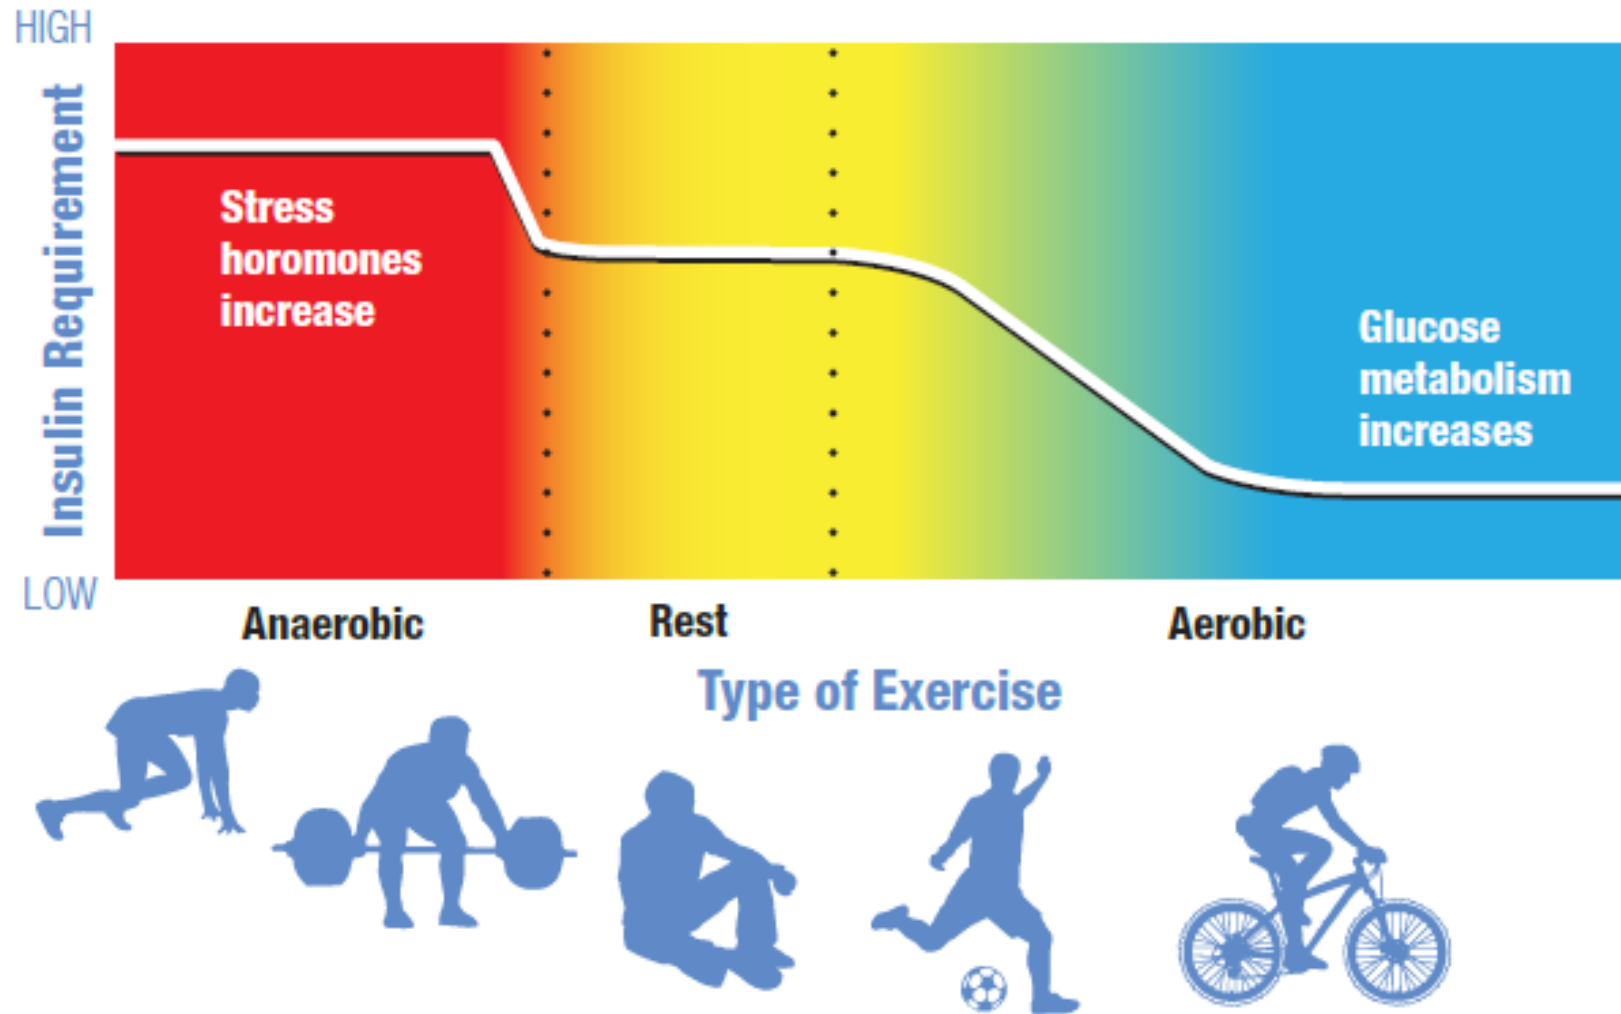 HIGH
Insulin Requirement
LOW
Stress
horomones
increase
Glucose
metabolism
increases
Anaerobic
Rest
Aerobic
Type of Exercise